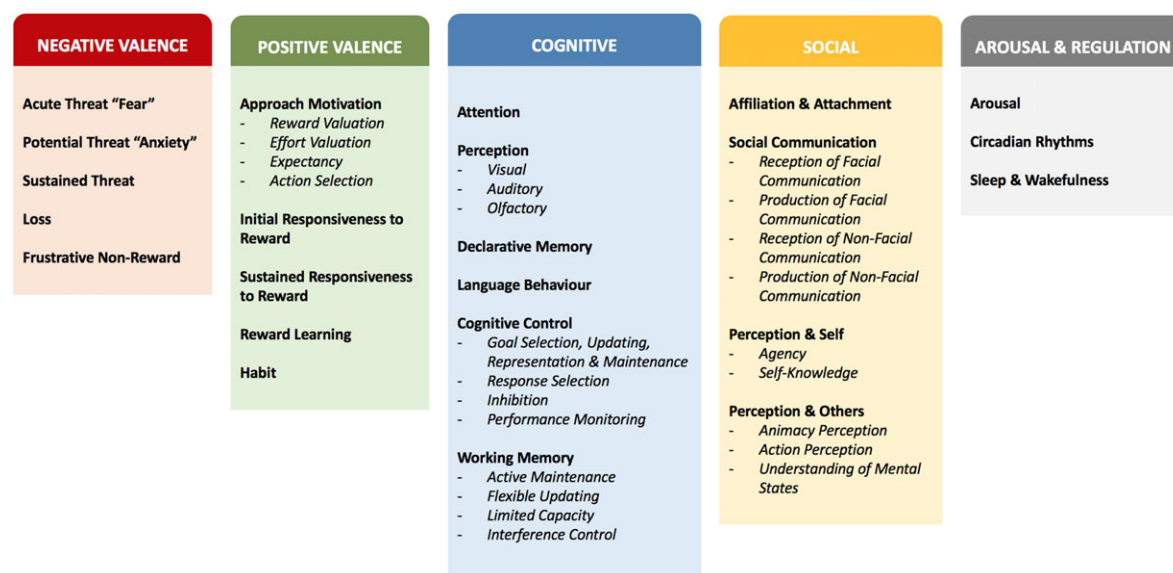 NEGATIVE VALENCE
Acute Threat “Fear”
Potential Threat “Anxiety”
Sustained Threat
Loss
Frustrative Non-Reward
POSITIVE VALENCE
Approach Motivation
- Reward Valuation
- Effort Valuation
- Expectancy
- Action Selection
Initial Responsiveness to
Reward
Sustained Responsiveness
to Reward
Reward Learning
Habit
COGNITIVE
Attention
Perception
- Visual
- Auditory
- Olfactory
Declarative Memory
Language Behaviour
Cognitive Control
- Goal Selection, Updating,
Representation & Maintenance
- Response Selection
- Inhibition
- Performance Monitoring
Working Memory
- Active Maintenance
- Flexible Updating
- Limited Capacity
- Interference Control
SOCIAL
Affiliation & Attachment
Social Communication
- Reception of Facial
Communication
- Production of Facial
Communication
- Reception of Non-Facial
Communication
- Production of Non-Facial
Communication
Perception & Self
- Agency
- Self-Knowledge
Perception & Others
- Animacy Perception
- Action Perception
- Understanding of Mental
States
AROUSAL & REGULATION
Arousal
Circadian Rhythms
Sleep & Wakefulness